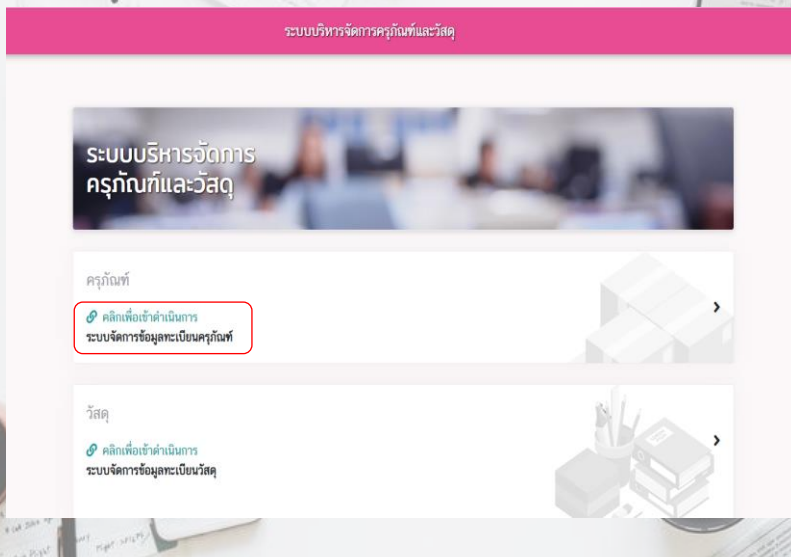 ระบบบริหารจัดการครุภัณฑ์และวัสดุ
ระบบบริหารจัดการ
ครุภัณฑ์และวัสดุ
ครุภัณฑ์
คลิกเพื่อเข้าดำเนินการ
ระบบจัดการข้อมูลทะเบียนครุภัณฑ์
วัสดุ
คลิกเพื่อเข้าดำเนินการ
ระบบจัดการข้อมูลทะเบียนวัสดุ